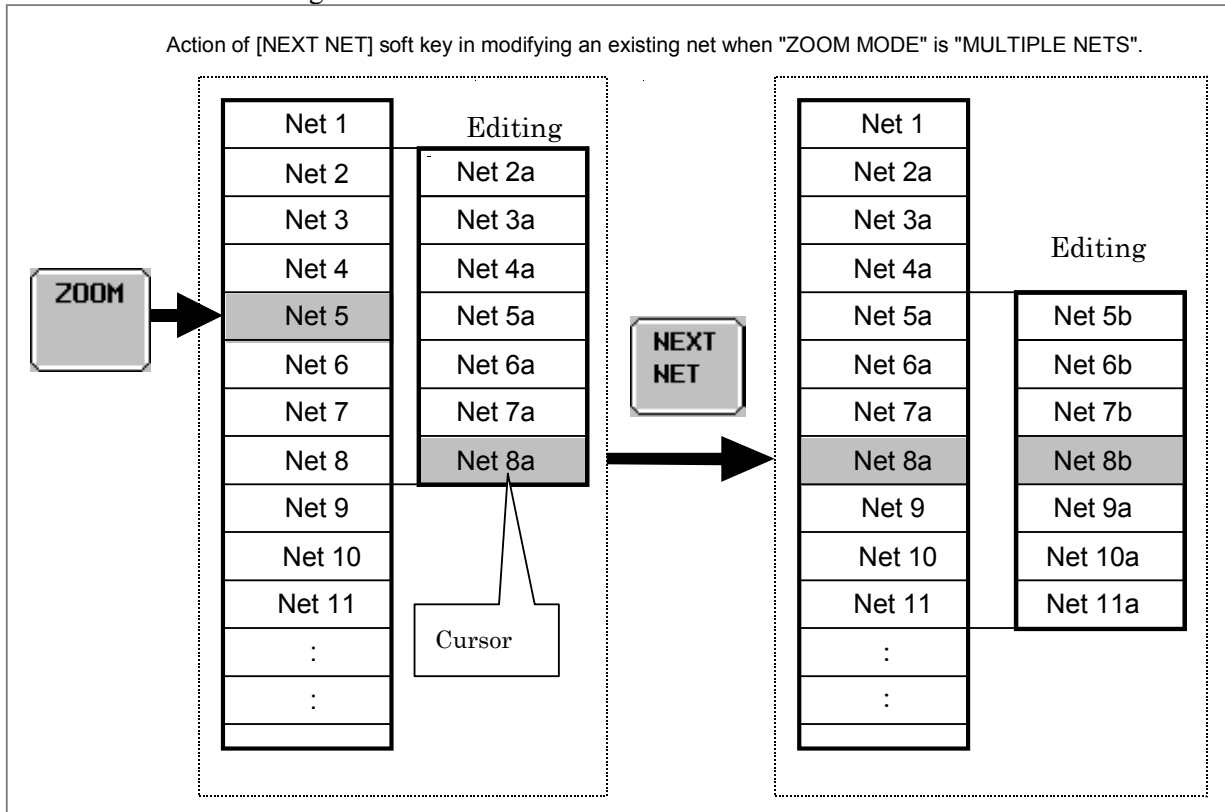 Action of [NEXT NET] soft key in modifying an existing net when "ZOOM MODE" is "MULTIPLE NETS".
ZOOM
Net 1
Net 2
Net 3
Net 4
Net 5
Net 6
Net 7
Net 8
Net 9
Net 10
Net 11
:
:
Editing
Net 2a
Net 3a
Net 4a
Net 5a
Net 6a
Net 7a
Net 8a
Cursor
NEXT
NET
Net 1
Net 2a
Net 3a
Net 4a
Net 5a
Net 6a
Net 7a
Net 8a
Net 9
Net 10
Net 11
:
:
Editing
Net 5b
Net 6b
Net 7b
Net 8b
Net 9a
Net 10a
Net 11a